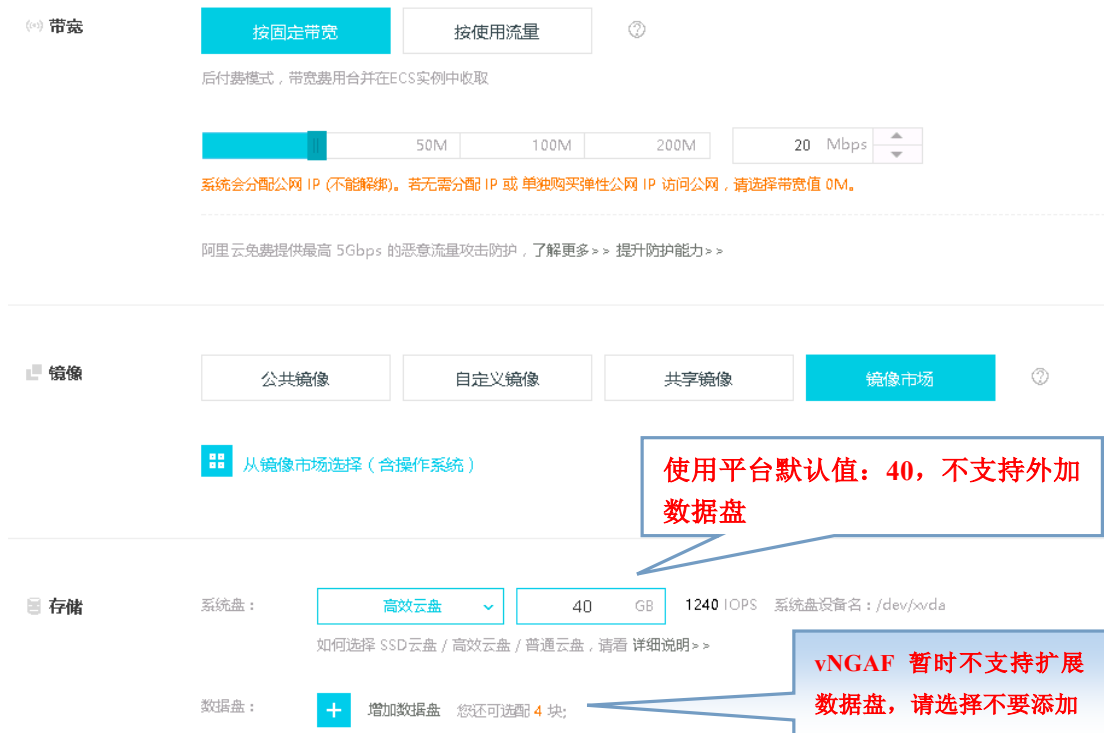 带宽
按固定带宽 按使用流量
后付费模式，带宽费用合并在ECS实例中收取
50M 100M 200M 20 Mbps
系统会分配公网 IP (不能解绑)。若无需分配 IP 或 单独购买弹性公网 IP 访问公网，请选择带宽值 0M。
阿里云免费提供最高 5Gbps 的恶意流量攻击防护，了解更多>> 提升防护能力>>
镜像
公共镜像 自定义镜像 共享镜像 镜像市场
从镜像市场选择（含操作系统）
使用平台默认值：40，不支持外加
数据盘
存储
系统盘： 高效云盘 40 GB 1240 IOPS 系统盘设备名：/dev/xvda
如何选择 SSD云盘 / 高效云盘 / 普通云盘，请看 详细说明>>
vNGAF 暂时不支持扩展
数据盘，请选择不要添加
数据盘： 增加数据盘 您还可选配 4 块;